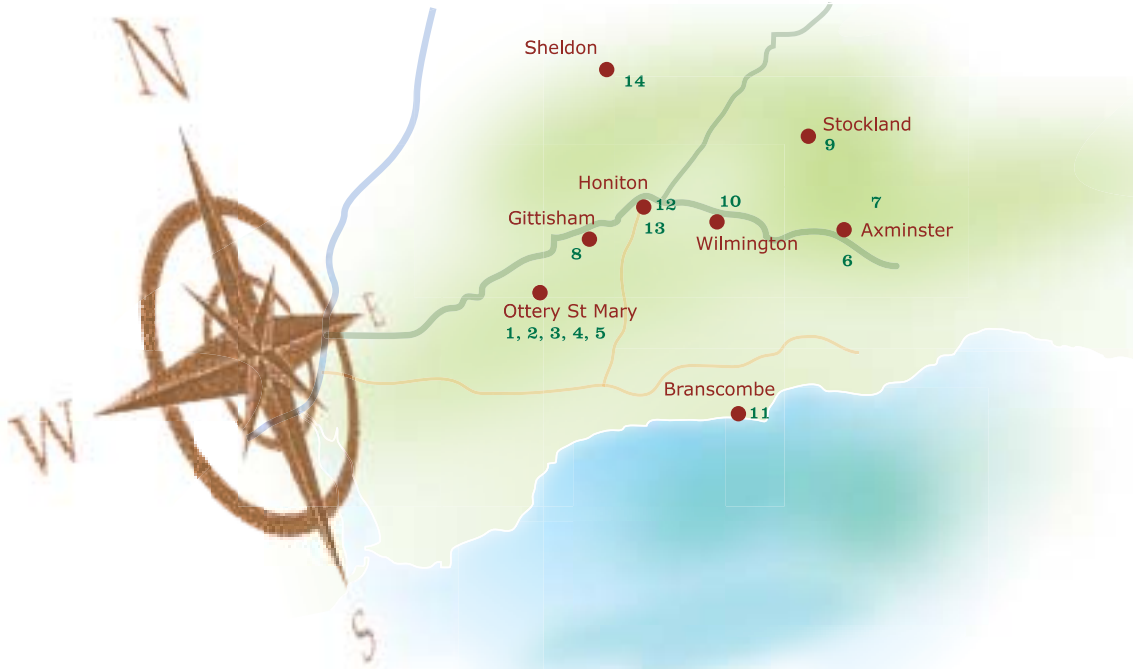 N
Sheldon
14
Stockland
9
Honiton
12
13
10
Wilmington
7
Axminster
6
Gittisham
8
Ottery St Mary
1, 2, 3, 4, 5
E
W
Branscombe
11
S